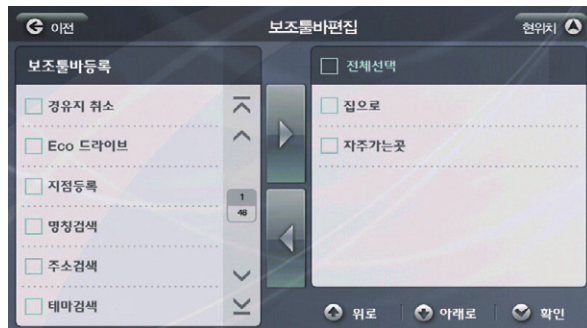 이전
보조툴바편집
현위치
보조툴바등록
경유지 취소
Eco 드라이브
지점등록
명칭검색
주소검색
테마검색
1
48
전체선택
집으로
자주가는곳
위로
아래로
확인